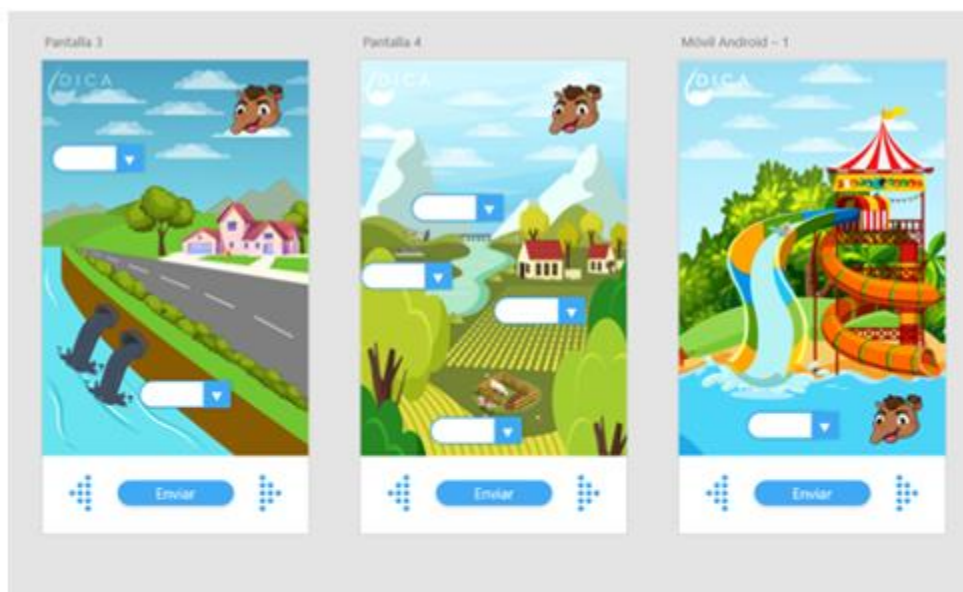 Pantalla 3
Pantalla 4
Móvil Android – 1
DICA
DICA
DICA
Enviar
Enviar
Enviar